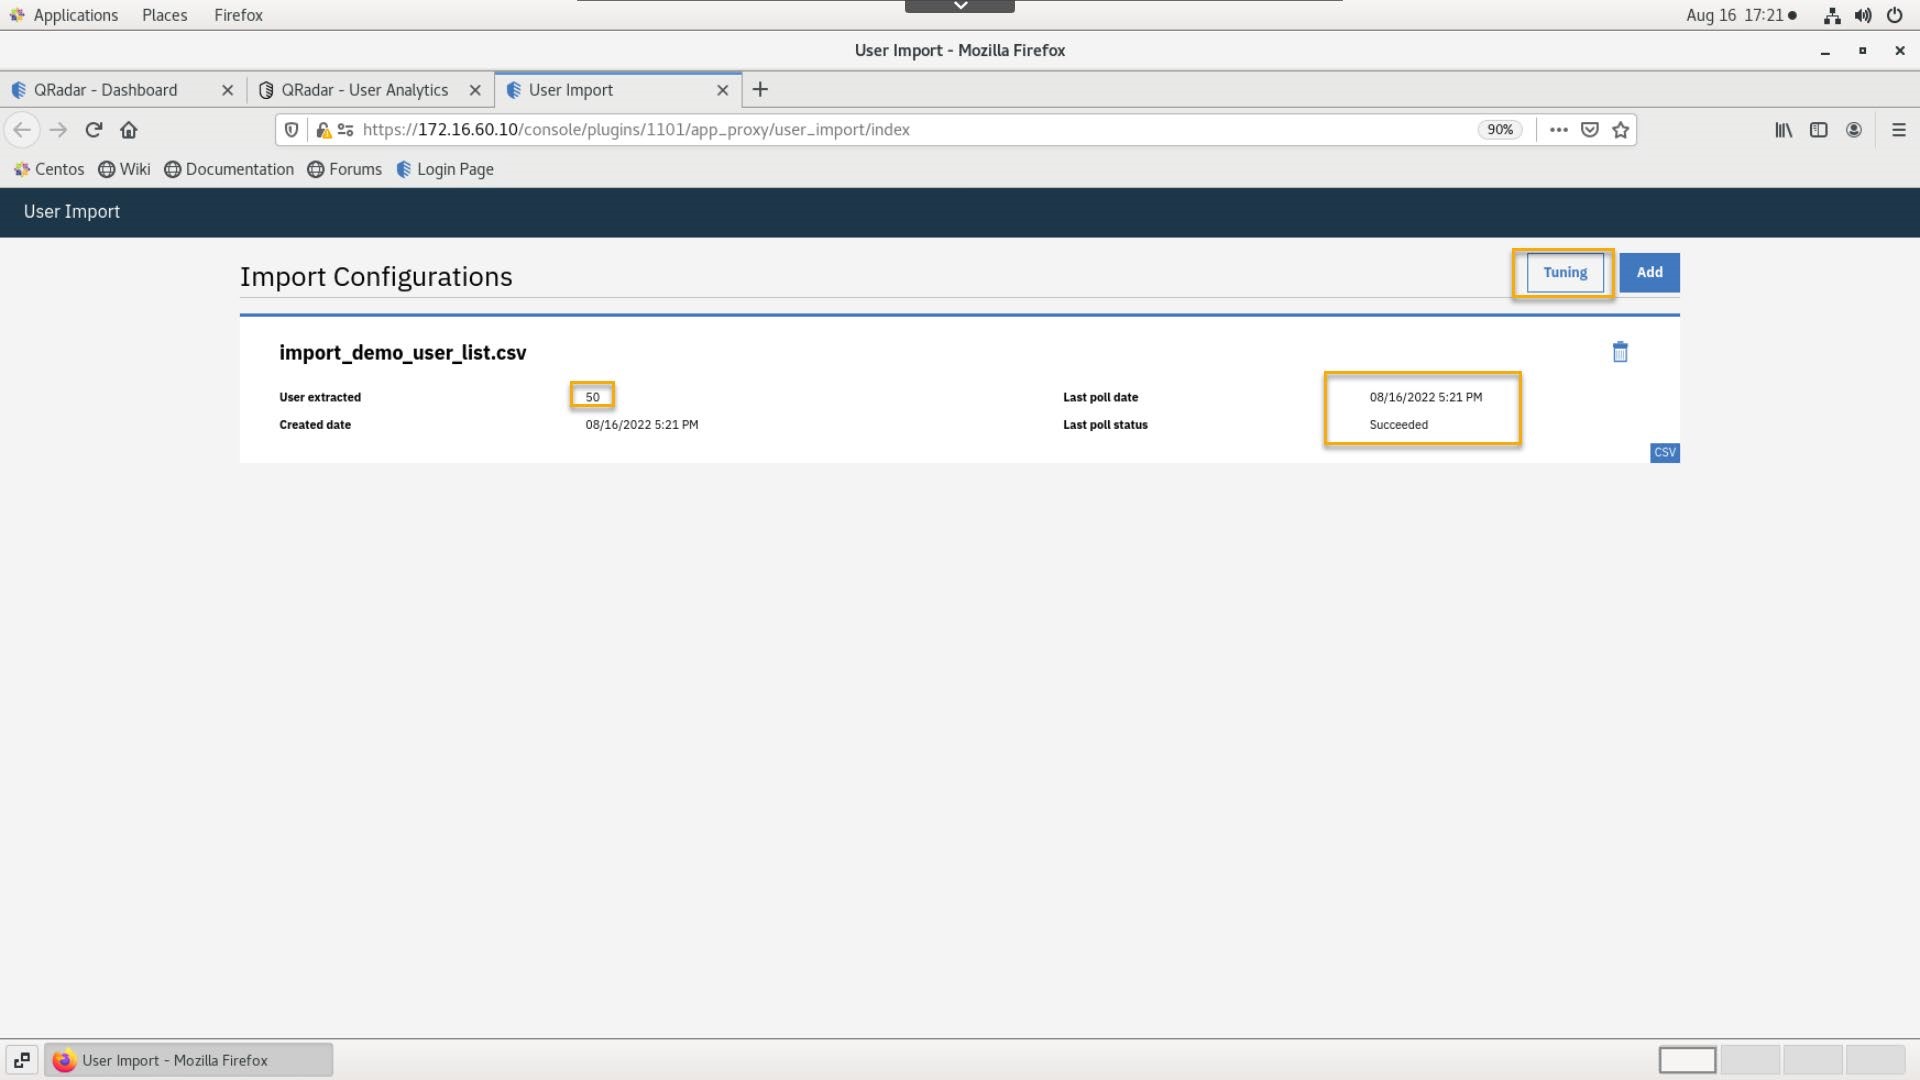 Applications Places Firefox Aug 16 17:21
User Import - Mozilla Firefox
QRadar - Dashboard QRadar - User Analytics User Import
https://172.16.60.10/console/plugins/1101/app_proxy/user_import/index 90%
Centos Wiki Documentation Forums Login Page
User Import
Import Configurations Tuning Add
import_demo_user_list.csv
User extracted 50 Last poll date 08/16/2022 5:21 PM
Created date 08/16/2022 5:21 PM Last poll status Succeeded
CSV
User Import - Mozilla Firefox